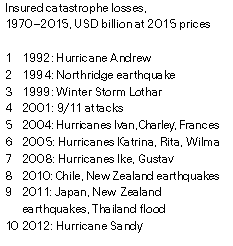 Insured catastrophe losses,
1970–2015, USD billion at 2015 prices
1 1992: Hurricane Andrew
2 1994: Northridge earthquake
3 1999: Winter Storm Lothar
4 2001: 9/11 attacks
5 2004: Hurricanes Ivan,Charley, Frances
6 2005: Hurricanes Katrina, Rita, Wilma
7 2008: Hurricanes Ike, Gustav
8 2010: Chile, New Zealand earthquakes
9 2011: Japan, New Zealand
earthquakes, Thailand flood
10 2012: Hurricane Sandy